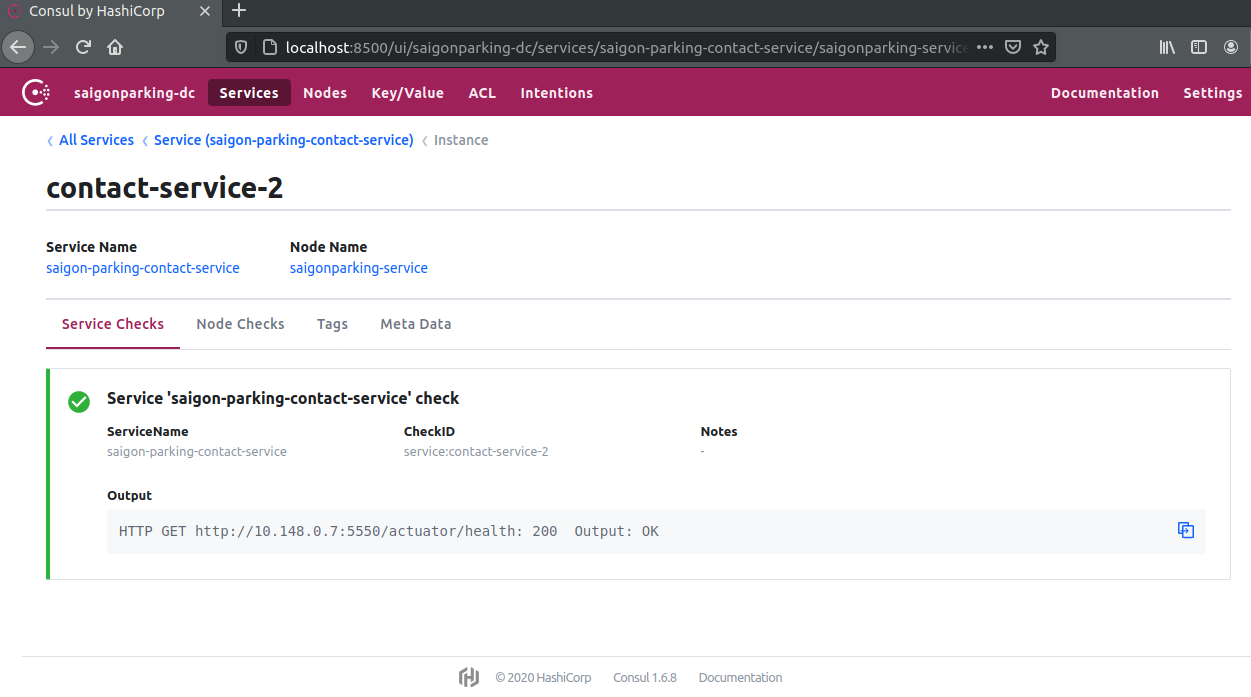 Consul by HashiCorp
localhost:8500/ui/saigonparking-dc/services/saigon-parking-contact-service/saigonparking-service
saigonparking-dc Services Nodes Key/Value ACL Intentions Documentation Settings
All Services Service (saigon-parking-contact-service) Instance
contact-service-2
Service Name Node Name
saigon-parking-contact-service saigonparking-service
Service Checks Node Checks Tags Meta Data
Service 'saigon-parking-contact-service' check
ServiceName CheckID Notes
saigon-parking-contact-service service:contact-service-2 -
Output
HTTP GET http://10.148.0.7:5550/actuator/health: 200 Output: OK
© 2020 HashiCorp Consul 1.6.8 Documentation